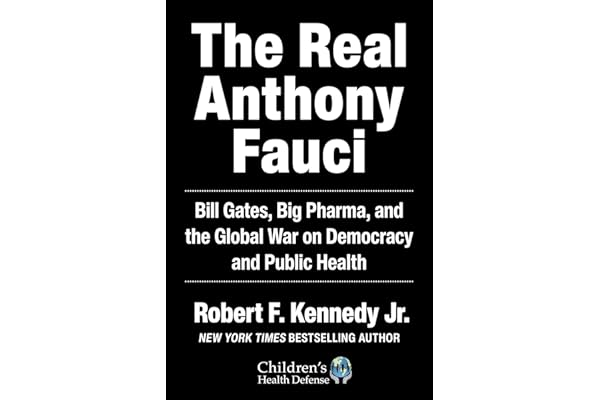 The Real
Anthony
Fauci
Bill Gates, Big Pharma, and
the Global War on Democracy
and Public Health
Robert F. Kennedy Jr.
NEW YORK TIMES BESTSELLING AUTHOR
Children's
Health Defense